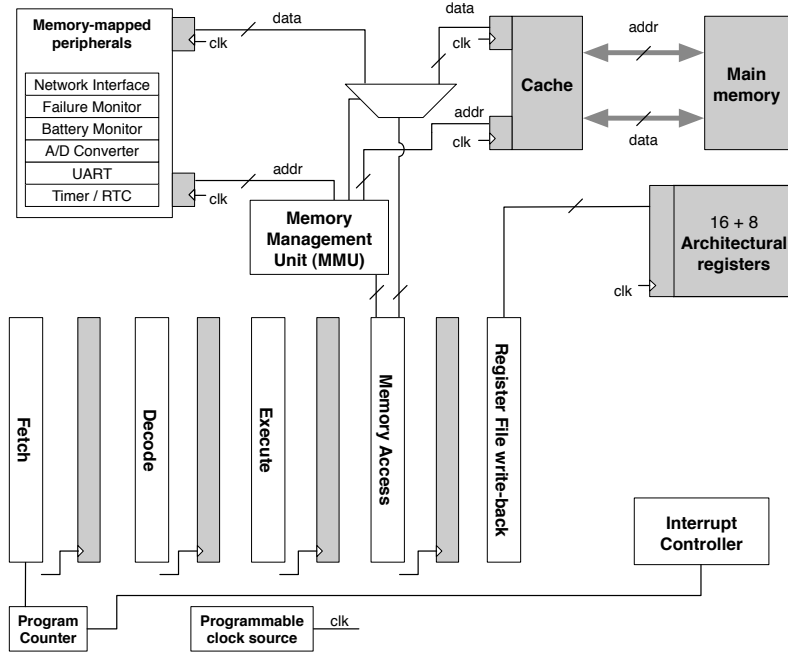 Memory-mapped
peripherals
Network Interface
Failure Monitor
Battery Monitor
A/D Converter
UART
Timer / RTC
clk
data
clk
addr
data
clk
addr
clk
Cache
addr
data
Main
memory
Memory
Management
Unit (MMU)
16 + 8
Architectural
registers
clk
Fetch
Decode
Execute
Memory Access
Register File write-back
Interrupt
Controller
Program
Counter
Programmable
clock source
clk